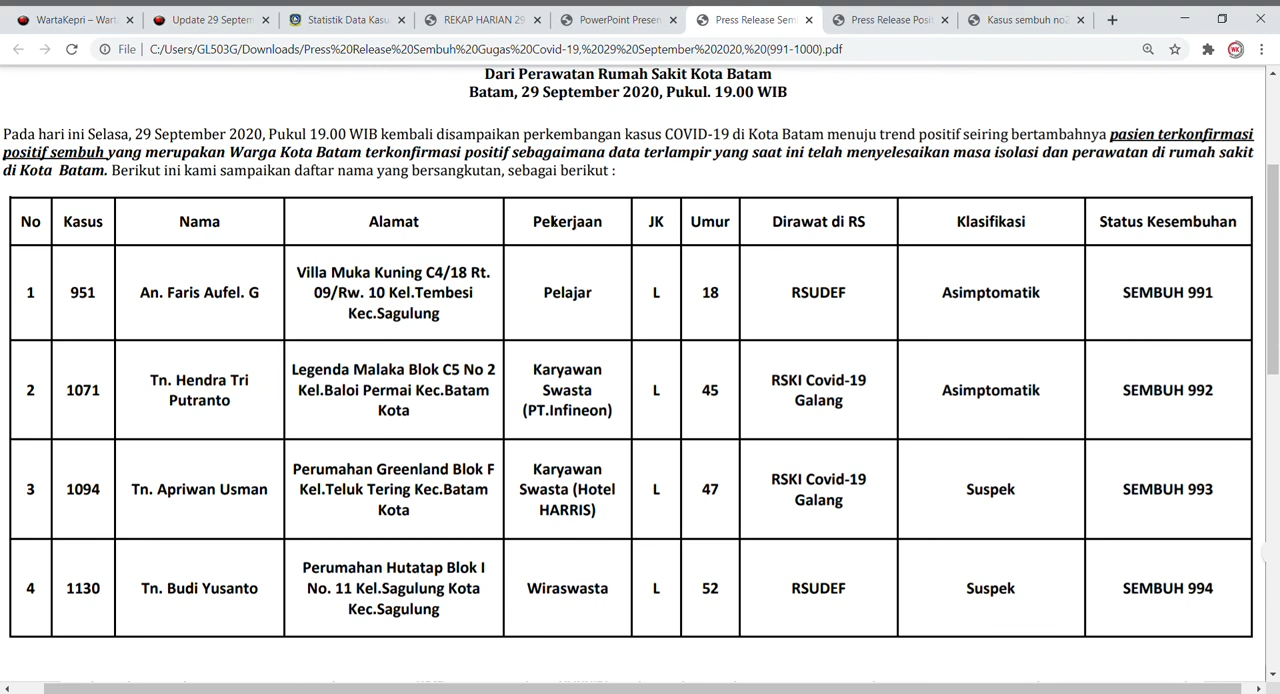 WartaKepri – Wart
Update 29 Septem
Statistik Data Kasu
REKAP HARIAN 29
PowerPoint Presen
Press Release Sem
Press Release Posit
Kasus sembuh no2
File | C:/Users/GL503G/Downloads/Press%20Release%20Sembuh%20Gugas%20Covid-19,%2029%20September%202020,%20(991-1000).pdf
WK
Dari Perawatan Rumah Sakit Kota Batam
Batam, 29 September 2020, Pukul. 19.00 WIB
Pada hari ini Selasa, 29 September 2020, Pukul 19.00 WIB kembali disampaikan perkembangan kasus COVID-19 di Kota Batam menuju trend positif seiring bertambahnya pasien terkonfirmasi
positif sembuh yang merupakan Warga Kota Batam terkonfirmasi positif sebagaimana data terlampir yang saat ini telah menyelesaikan masa isolasi dan perawatan di rumah sakit
di Kota Batam. Berikut ini kami sampaikan daftar nama yang bersangkutan, sebagai berikut :
No Kasus Nama Alamat Pekerjaan JK Umur Dirawat di RS Klasifikasi Status Kesembuhan
Villa Muka Kuning C4/18 Rt.
1 951 An. Faris Aufel. G 09/Rw. 10 Kel.Tembesi Pelajar L 18 RSUDEF Asimptomatik SEMBUH 991
Kec.Sagulung
Legenda Malaka Blok C5 No 2 Karyawan
Tn. Hendra Tri RSKI Covid-19
2 1071 Kel.Baloi Permai Kec.Batam Swasta L 45 Asimptomatik SEMBUH 992
Putranto Galang
Kota (PT.Infineon)
Perumahan Greenland Blok F Karyawan
RSKI Covid-19
3 1094 Tn. Apriwan Usman Kel.Teluk Tering Kec.Batam Swasta (Hotel L 47 Suspek SEMBUH 993
Galang
Kota HARRIS)
Perumahan Hutatap Blok I
4 1130 Tn. Budi Yusanto No. 11 Kel.Sagulung Kota Wiraswasta L 52 RSUDEF Suspek SEMBUH 994
Kec.Sagulung